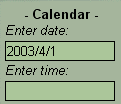 - Calendar -
Enter date:
2003/4/1
Enter time: